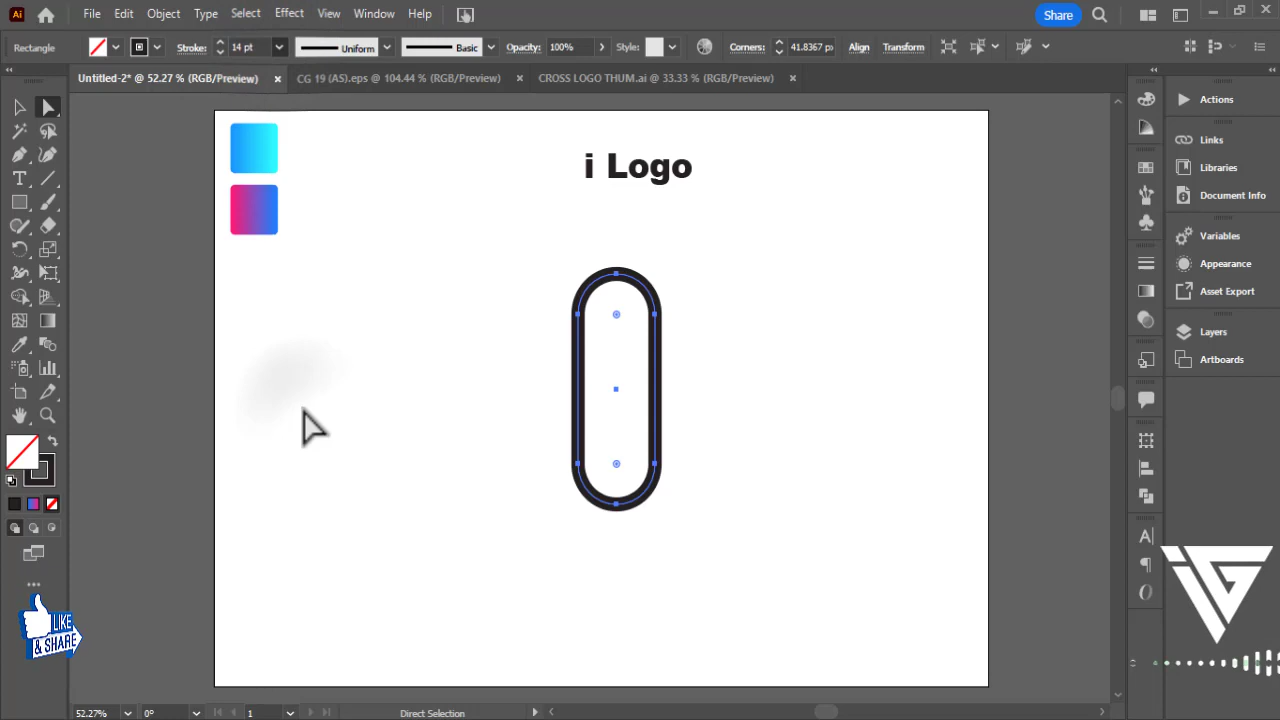 Ai File Edit Object Type Select Effect View Window Help Share
Rectangle Stroke: 14 pt Uniform Basic Opacity: 100% Style: Corners: 41.8367 px Align Transform
Untitled-2* @ 52.27 % (RGB/Preview) × CG 19 (AS).eps @ 104.44 % (RGB/Preview) × CROSS LOGO THUM.ai @ 33.33 % (RGB/Preview) ×
i Logo
Actions
Links
Libraries
Document Info
Variables
Appearance
Asset Export
Layers
Artboards
LIKE
& SHARE
iG
52.27% 0° 1 Direct Selection